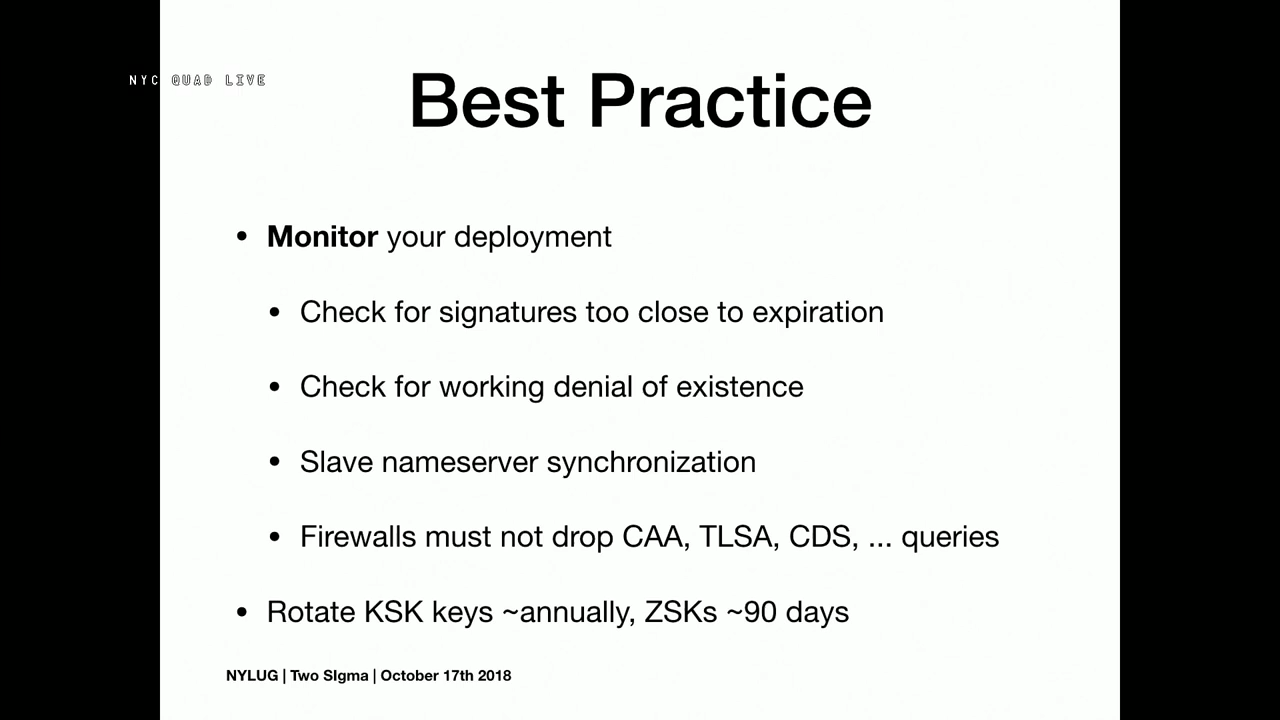 NYC QUAD LIVE
Best Practice
• Monitor your deployment
• Check for signatures too close to expiration
• Check for working denial of existence
• Slave nameserver synchronization
• Firewalls must not drop CAA, TLSA, CDS, ... queries
• Rotate KSK keys ~annually, ZSKs ~90 days
NYLUG | Two SIgma | October 17th 2018